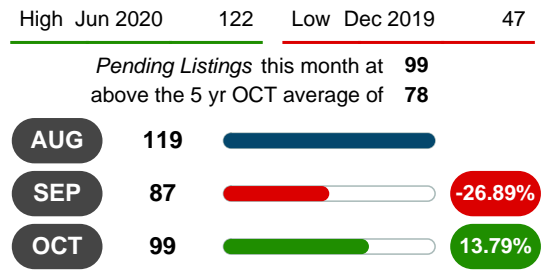 High Jun 2020 122 Low Dec 2019 47
Pending Listings this month at 99
above the 5 yr OCT average of 78
AUG 119
SEP 87 -26.89%
OCT 99 13.79%